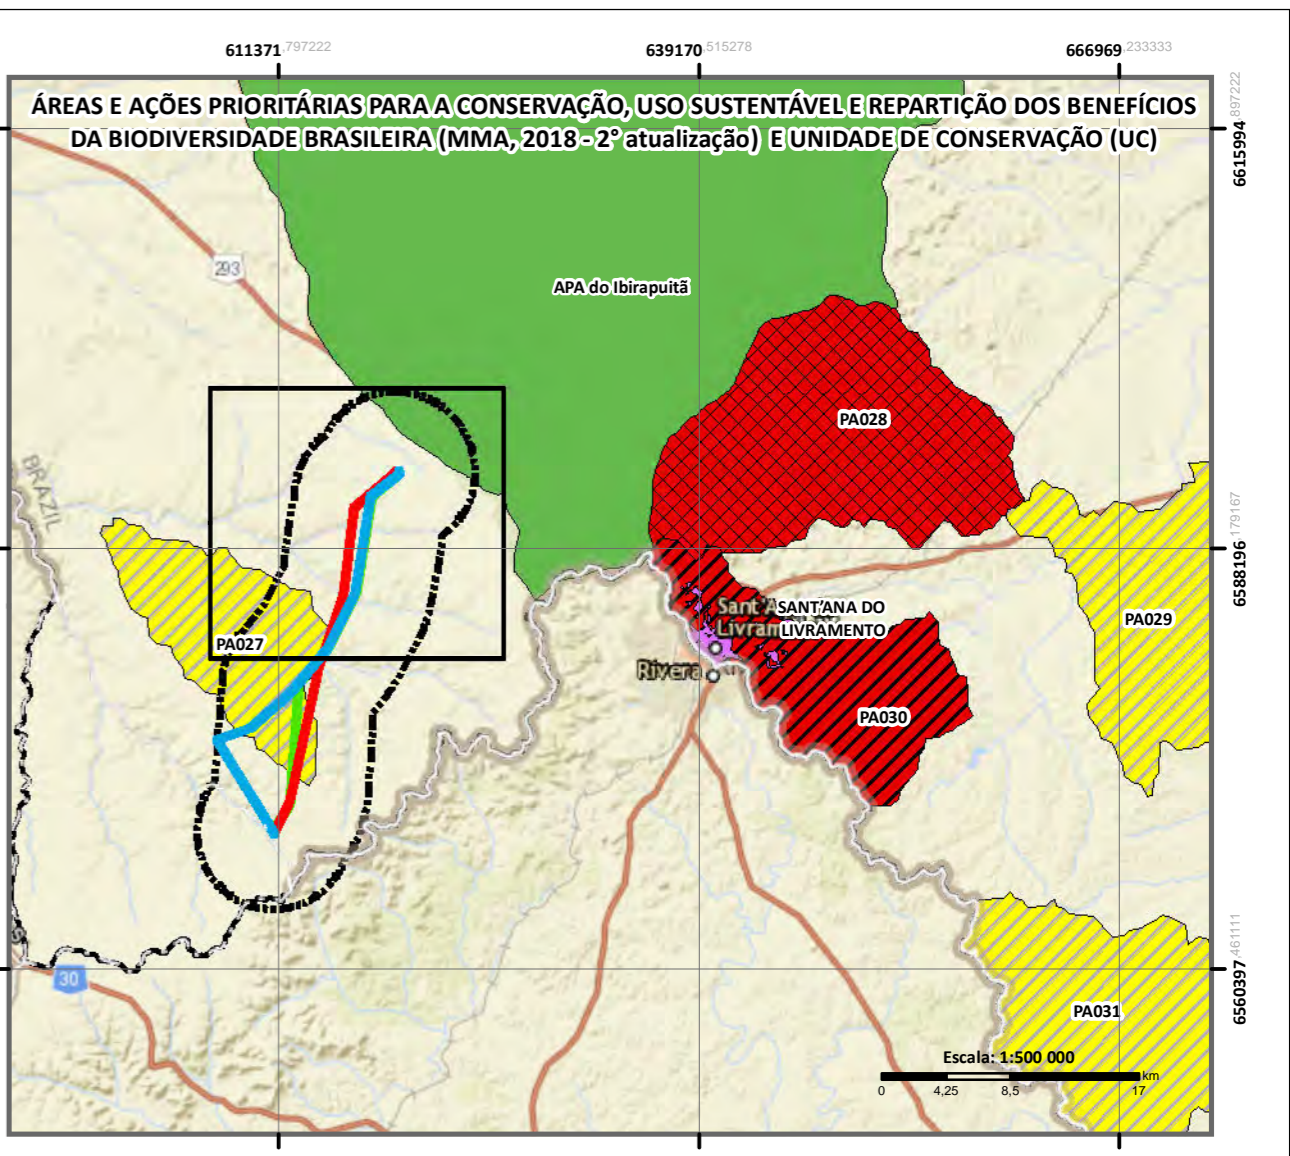 611371,797222
639170,515278
666969,233333
ÁREAS E AÇÕES PRIORITÁRIAS PARA A CONSERVAÇÃO, USO SUSTENTÁVEL E REPARTIÇÃO DOS BENEFÍCIOS
DA BIODIVERSIDADE BRASILEIRA (MMA, 2018 - 2° atualização) E UNIDADE DE CONSERVAÇÃO (UC)
6615994,897222
293
APA do Ibirapuitã
PA028
BRAZIL
6588196,179167
PA027
SANT'ANA DO
LIVRAMENTO
Sant'A
Livram
PA029
Rivera
PA030
30
6560397,461111
PA031
Escala: 1:500 000
km
0 4,25 8,5 17